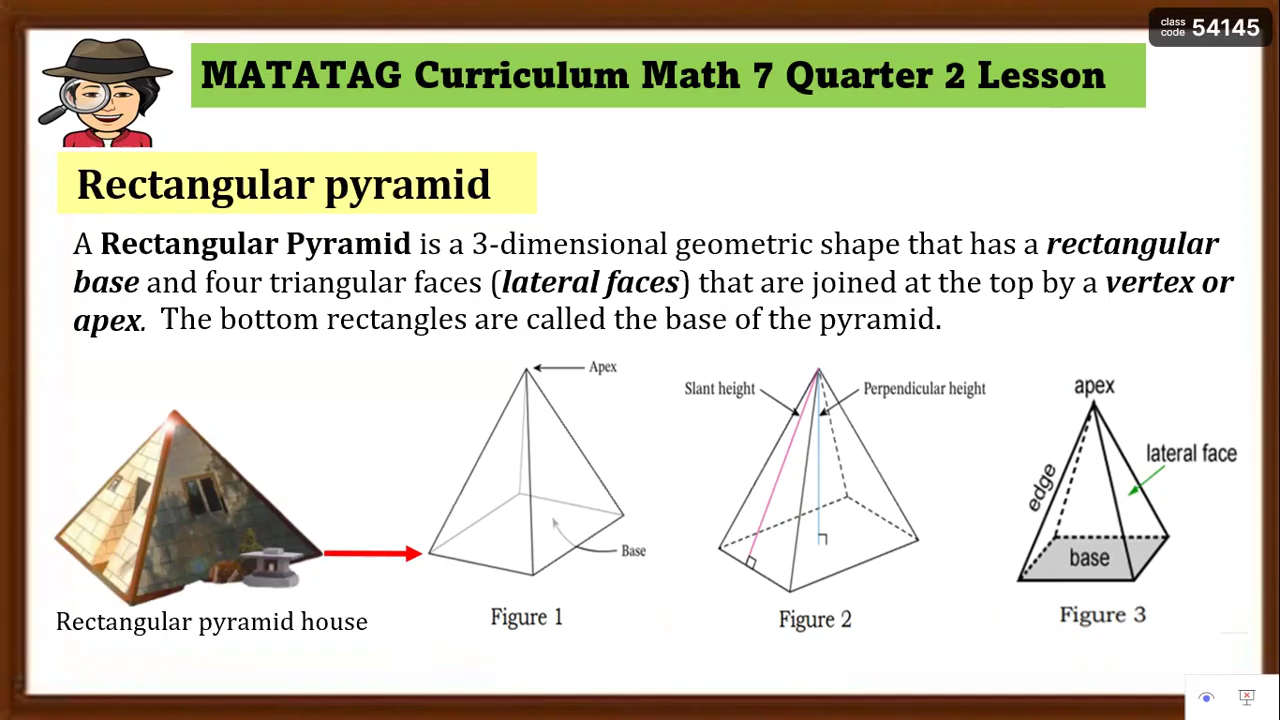 class
code 54145
MATATAG Curriculum Math 7 Quarter 2 Lesson
Rectangular pyramid
A Rectangular Pyramid is a 3-dimensional geometric shape that has a rectangular
base and four triangular faces (lateral faces) that are joined at the top by a vertex or
apex. The bottom rectangles are called the base of the pyramid.
Apex
Base
Figure 1
Slant height
Perpendicular height
Figure 2
apex
lateral face
edge
base
Figure 3
Rectangular pyramid house